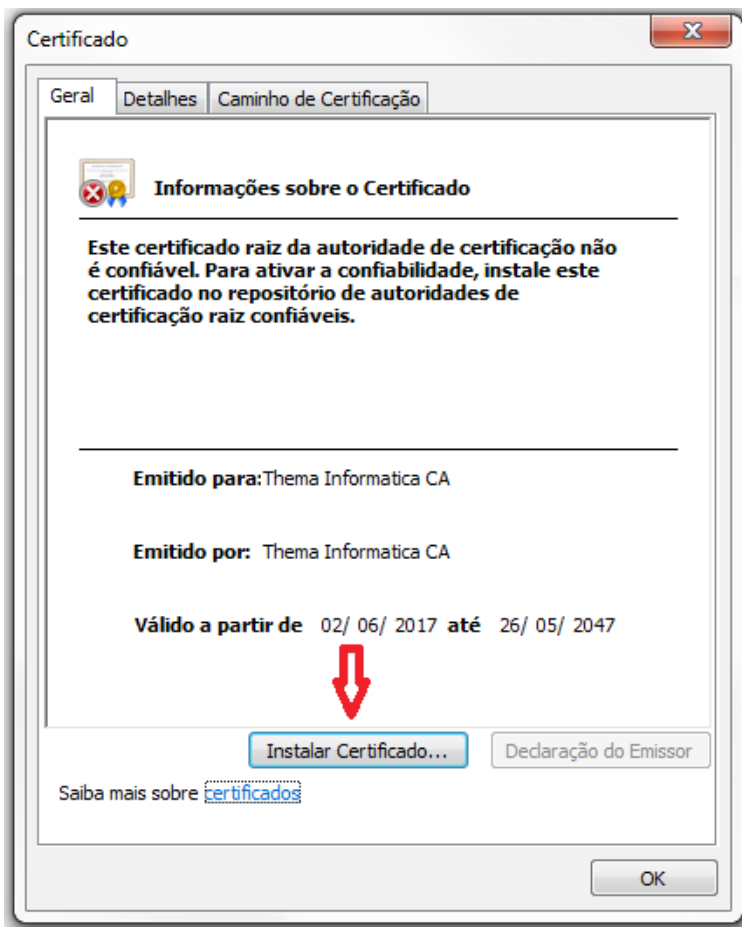 Certificado
Geral
Detalhes
Caminho de Certificação
Informações sobre o Certificado
Este certificado raiz da autoridade de certificação não
é confiável. Para ativar a confiabilidade, instale este
certificado no repositório de autoridades de
certificação raiz confiáveis.
Emitido para:Thema Informatica CA
Emitido por: Thema Informatica CA
Válido a partir de 02/ 06/ 2017 até 26/ 05/ 2047
Instalar Certificado...
Declaração do Emissor
Saiba mais sobre certificados
OK